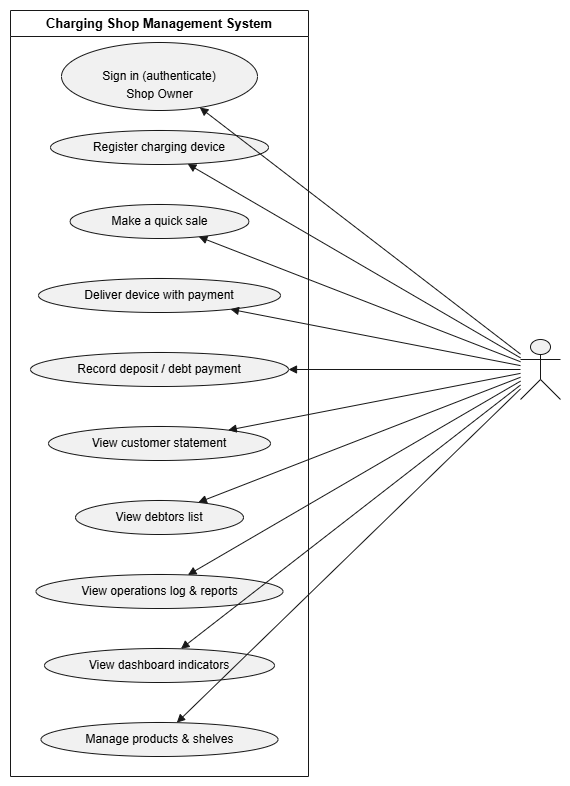 Charging Shop Management System
Sign in (authenticate)
Shop Owner
Register charging device
Make a quick sale
Deliver device with payment
Record deposit / debt payment
View customer statement
View debtors list
View operations log & reports
View dashboard indicators
Manage products & shelves